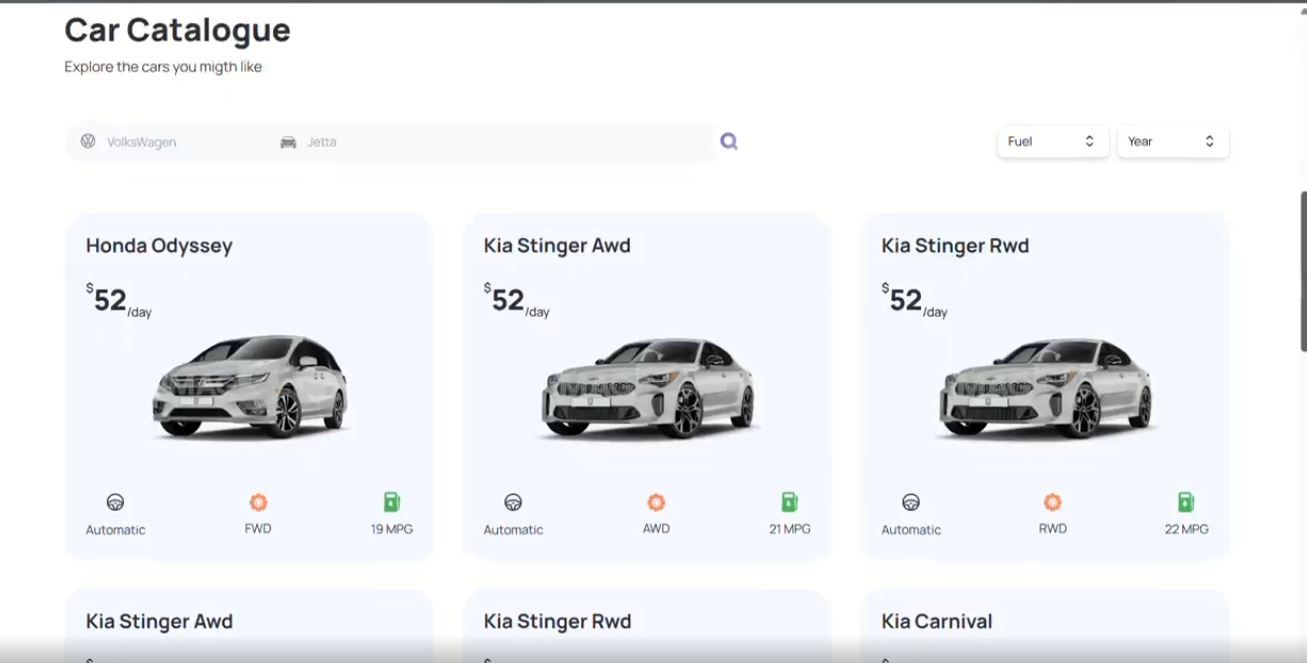 Car Catalogue
Explore the cars you migth like
VolksWagen Jetta Fuel Year
Honda Odyssey Kia Stinger Awd Kia Stinger Rwd
$52/day $52/day $52/day
Automatic FWD 19 MPG Automatic AWD 21 MPG Automatic RWD 22 MPG
Kia Stinger Awd Kia Stinger Rwd Kia Carnival